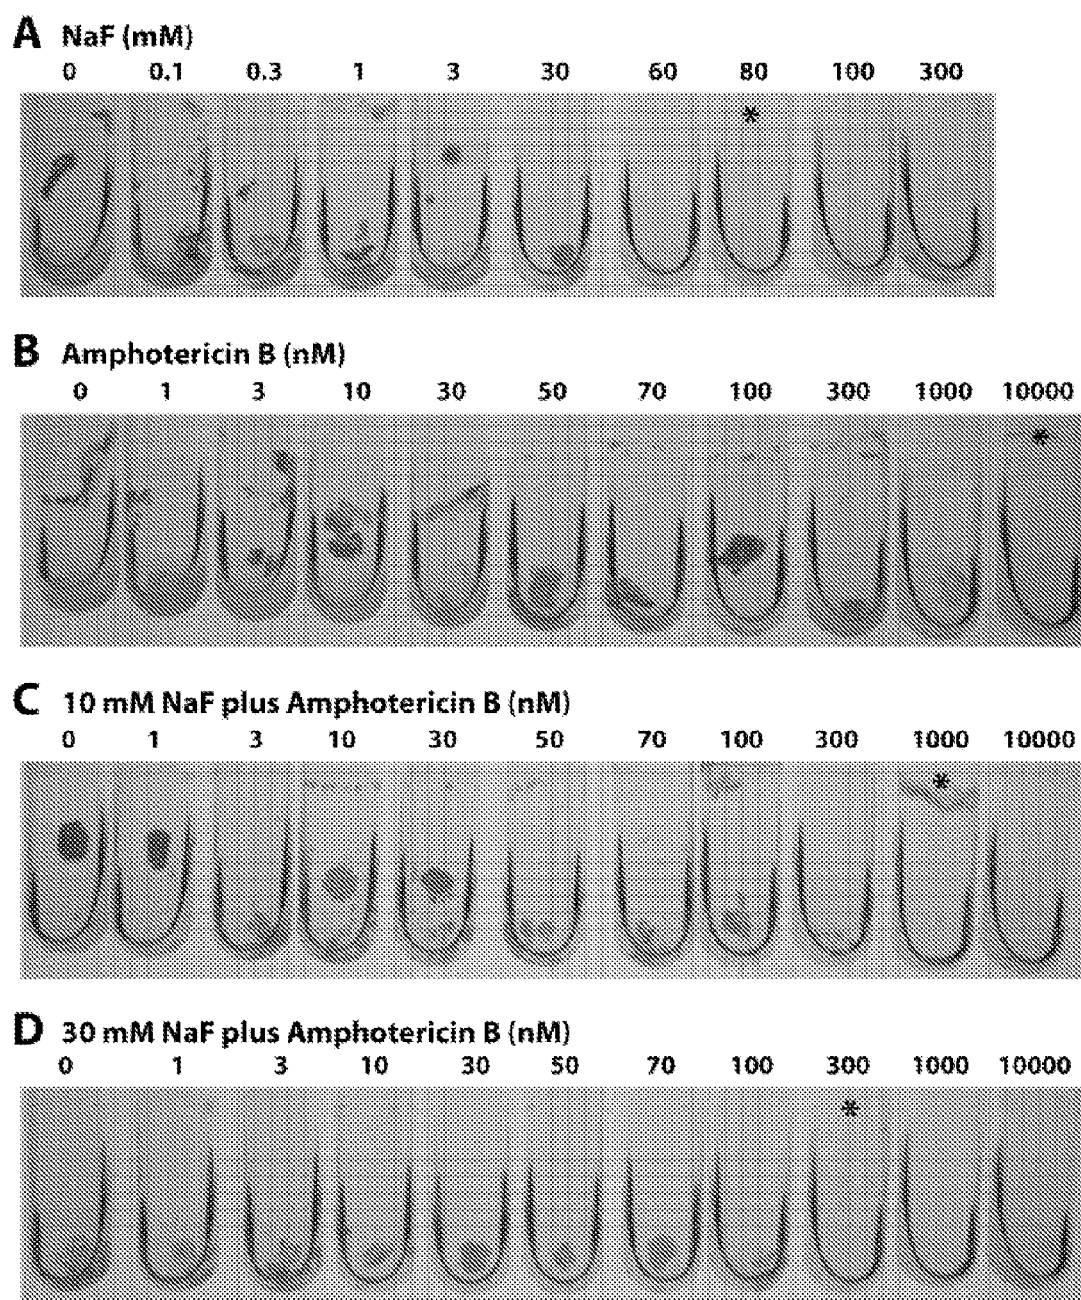 A NaF (mM)
0 0.1 0.3 1 3 30 60 80 100 300
*
B Amphotericin B (nM)
0 1 3 10 30 50 70 100 300 1000 10000
*
C 10 mM NaF plus Amphotericin B (nM)
0 1 3 10 30 50 70 100 300 1000 10000
*
D 30 mM NaF plus Amphotericin B (nM)
0 1 3 10 30 50 70 100 300 1000 10000
*